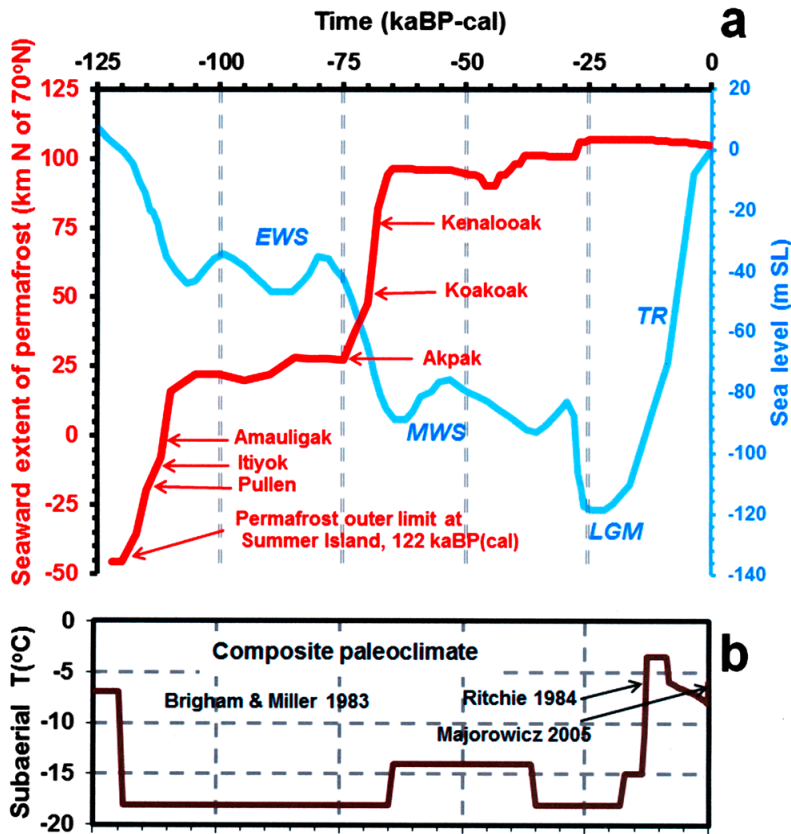 Time (kaBP-cal)
a
-125 -100 -75 -50 -25 0
125 100 75 50 25 0 -25 -50
Seaward extent of permafrost (km N of 70ºN)
20 0 -20 -40 -60 -80 -100 -120 -140
Sea level (m SL)
EWS
Kenalooak
Koakoak
TR
Akpak
MWS
Amauligak
Itiyok
Pullen
Permafrost outer limit at
Summer Island, 122 kaBP(cal)
LGM
b
0 -5 -10 -15 -20
Subaerial T(ºC)
Composite paleoclimate
Brigham & Miller 1983
Ritchie 1984
Majorowicz 2005